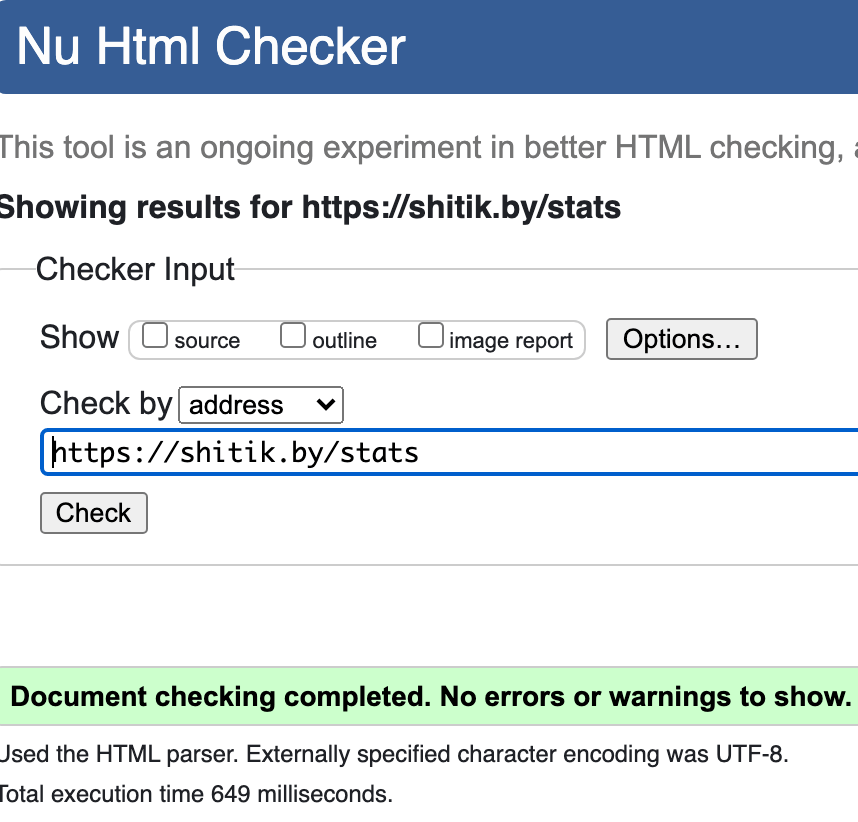 Nu Html Checker
This tool is an ongoing experiment in better HTML checking,
Showing results for https://shitik.by/stats
Checker Input
Show source outline image report Options...
Check by address
https://shitik.by/stats
Check
Document checking completed. No errors or warnings to show.
Used the HTML parser. Externally specified character encoding was UTF-8.
Total execution time 649 milliseconds.